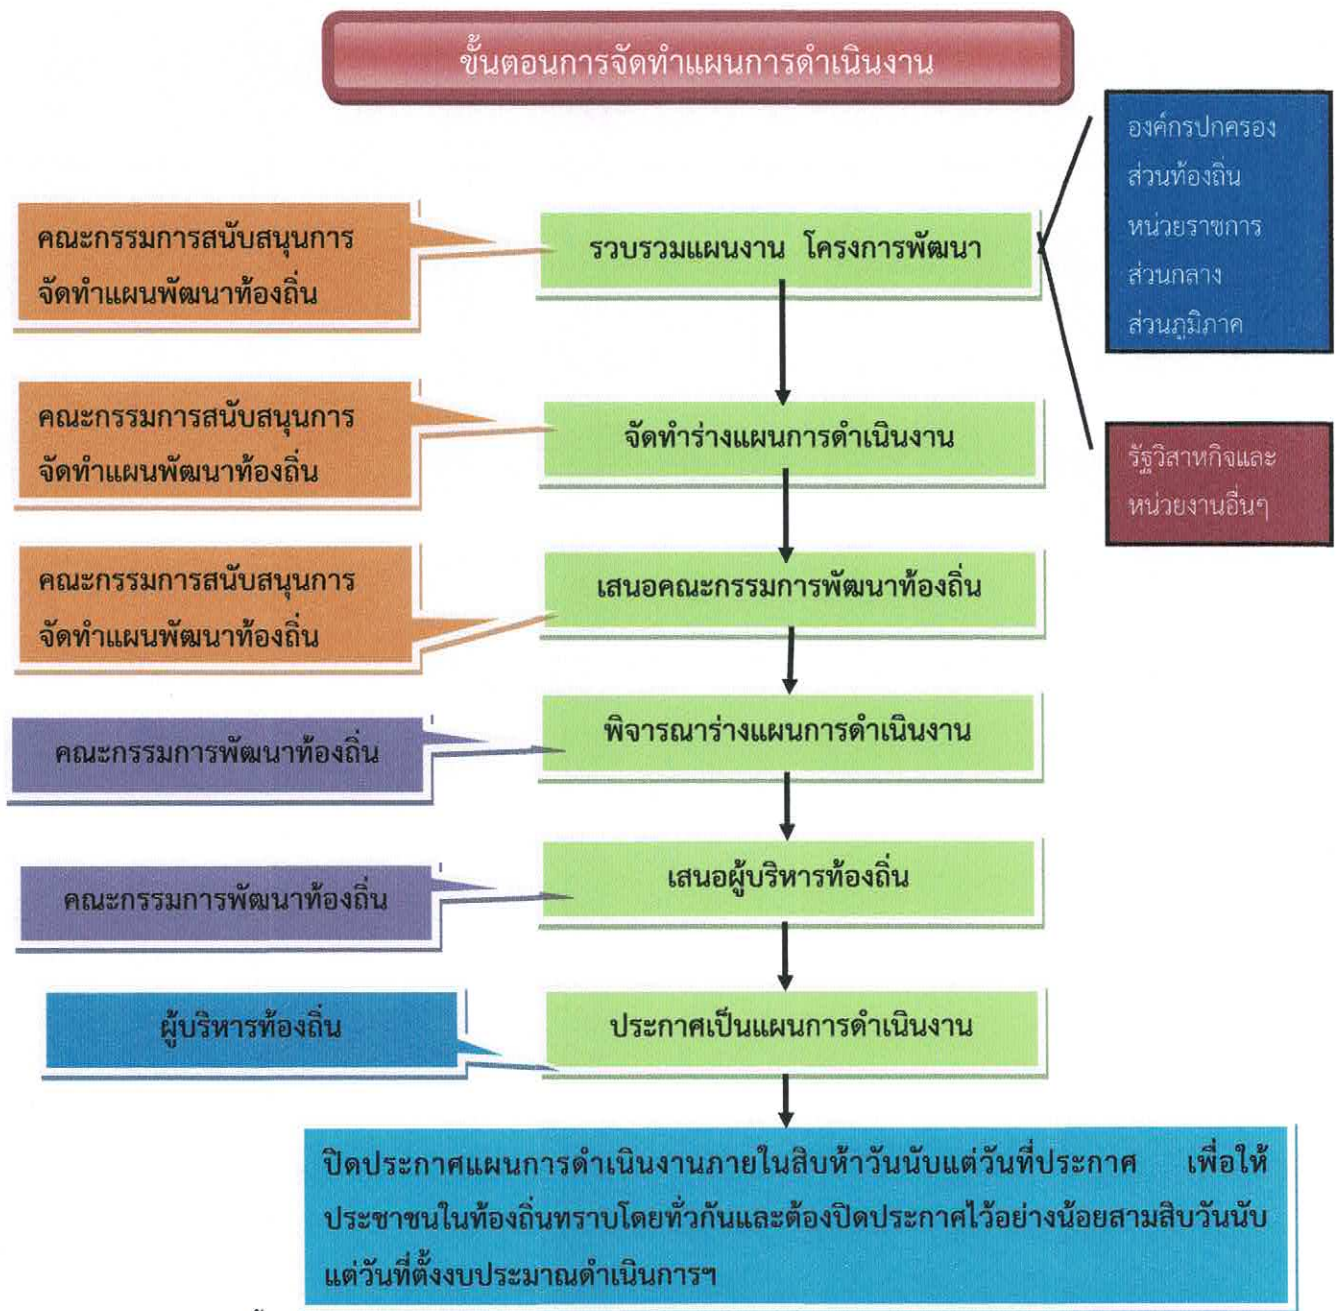 ขั้นตอนการจัดทำแผนการดำเนินงาน
องค์กรปกครอง
ส่วนท้องถิ่น
หน่วยราชการ
ส่วนกลาง
ส่วนภูมิภาค
คณะกรรมการสนับสนุนการ
จัดทำแผนพัฒนาท้องถิ่น
รวบรวมแผนงาน โครงการพัฒนา
คณะกรรมการสนับสนุนการ
จัดทำแผนพัฒนาท้องถิ่น
จัดทำร่างแผนการดำเนินงาน
รัฐวิสาหกิจและ
หน่วยงานอื่นๆ
คณะกรรมการสนับสนุนการ
จัดทำแผนพัฒนาท้องถิ่น
เสนอคณะกรรมการพัฒนาท้องถิ่น
คณะกรรมการพัฒนาท้องถิ่น
พิจารณาร่างแผนการดำเนินงาน
คณะกรรมการพัฒนาท้องถิ่น
เสนอผู้บริหารท้องถิ่น
ผู้บริหารท้องถิ่น
ประกาศเป็นแผนการดำเนินงาน
ปิดประกาศแผนการดำเนินงานภายในสิบห้าวันนับแต่วันที่ประกาศ เพื่อให้
ประชาชนในท้องถิ่นทราบโดยทั่วกันและต้องปิดประกาศไว้อย่างน้อยสามสิบวันนับ
แต่วันที่ตั้งงบประมาณดำเนินการฯ